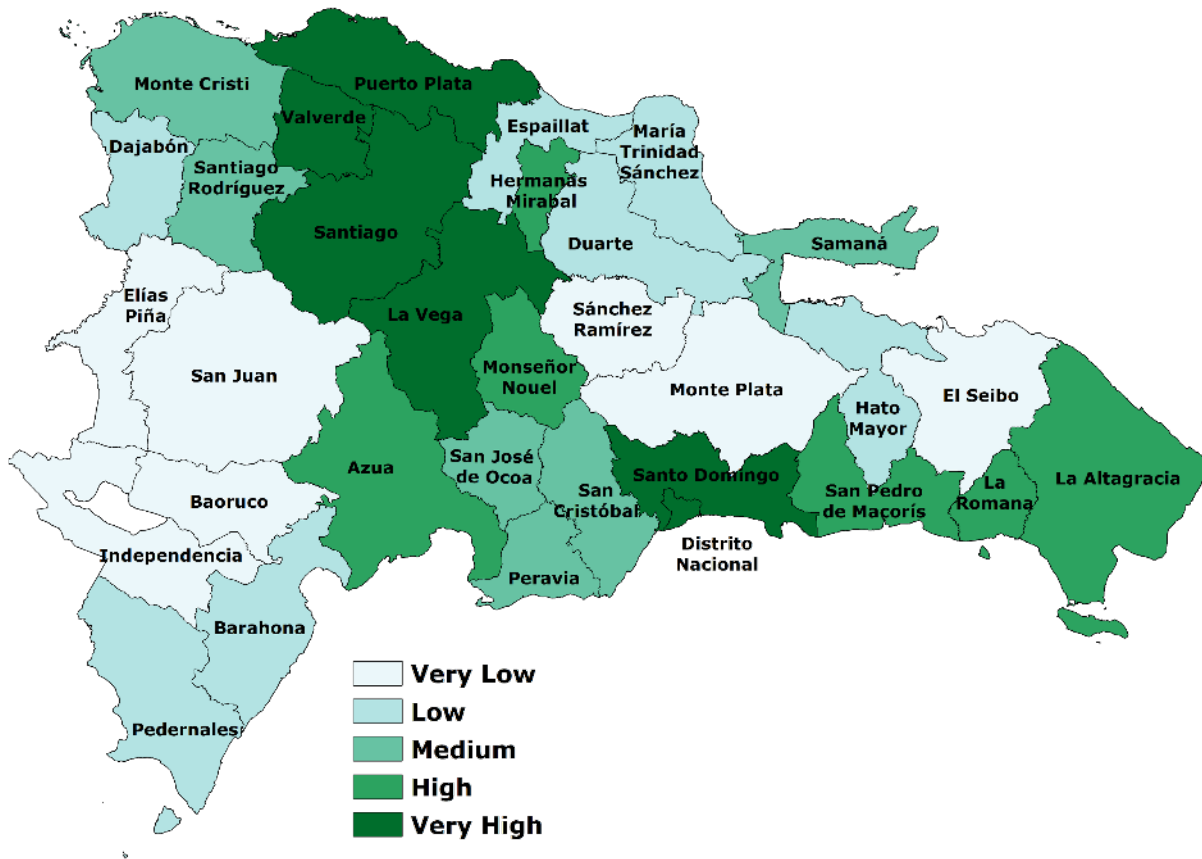 Monte Cristi
Puerto Plata
Valverde
Espaillat
María
Trinidad
Sánchez
Dajabón
Santiago
Rodríguez
Hermanas
Mirabal
Santiago
Duarte
Samaná
Elías
Piña
La Vega
Sánchez
Ramírez
San Juan
Monseñor
Nouel
Monte Plata
El Seibo
Hato
Mayor
Azua
San José
de Ocoa
Santo Domingo
La Altagracia
La
Romana
Baoruco
San
Cristóbal
San Pedro
de Macorís
Distrito
Nacional
Independencia
Peravia
Barahona
Pedernales
Very Low
Low
Medium
High
Very High